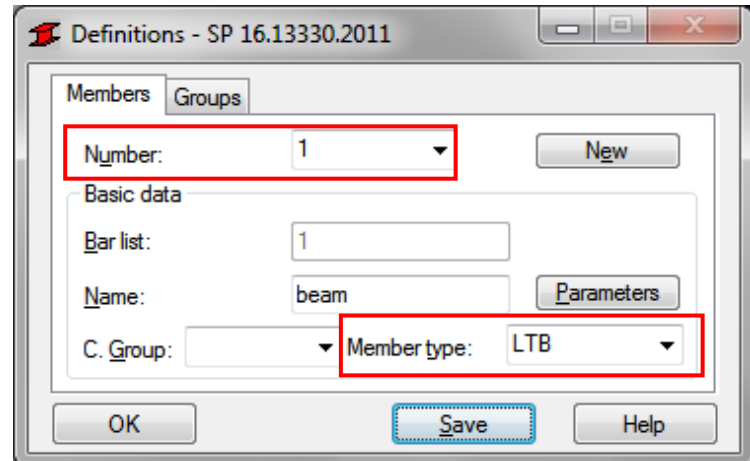 Definitions - SP 16.13330.2011
Members Groups
Number: 1 New
Basic data
Bar list: 1
Name: beam Parameters
C. Group: Member type: LTB
OK Save Help